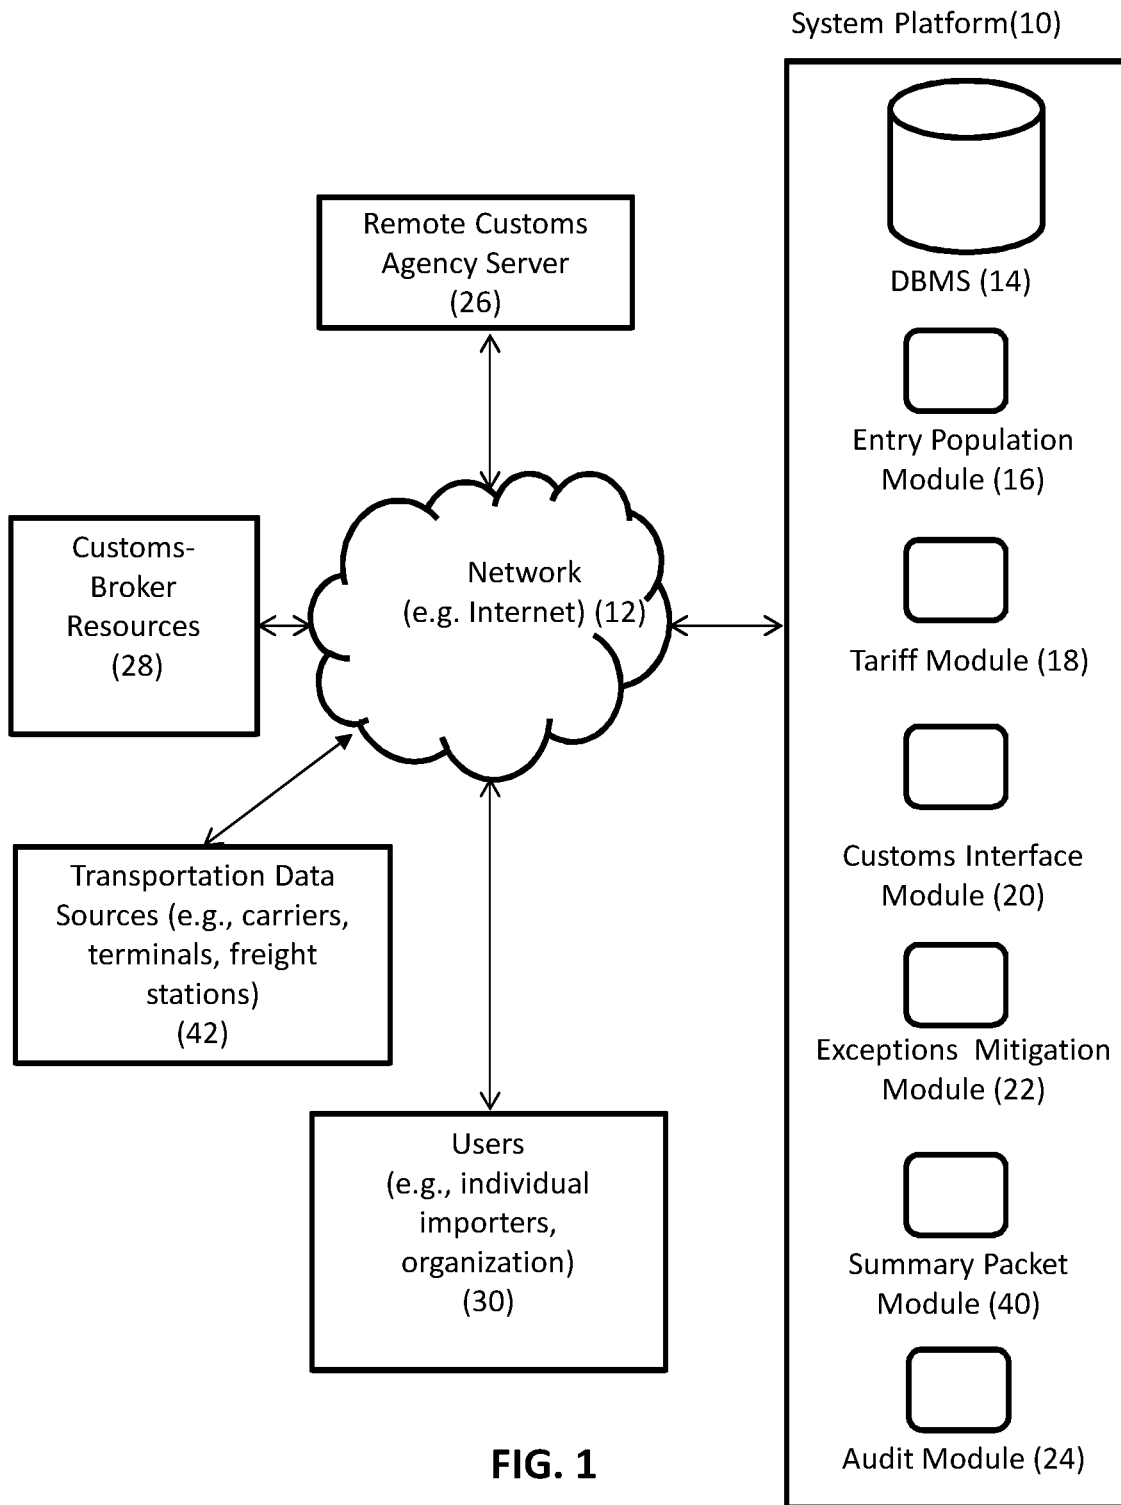 System Platform(10)
DBMS (14)
Entry Population
Module (16)
Tariff Module (18)
Customs Interface
Module (20)
Exceptions Mitigation
Module (22)
Summary Packet
Module (40)
Audit Module (24)
Remote Customs
Agency Server
(26)
Network
(e.g. Internet) (12)
Customs-
Broker
Resources
(28)
Transportation Data
Sources (e.g., carriers,
terminals, freight
stations)
(42)
Users
(e.g., individual
importers,
organization)
(30)
FIG. 1